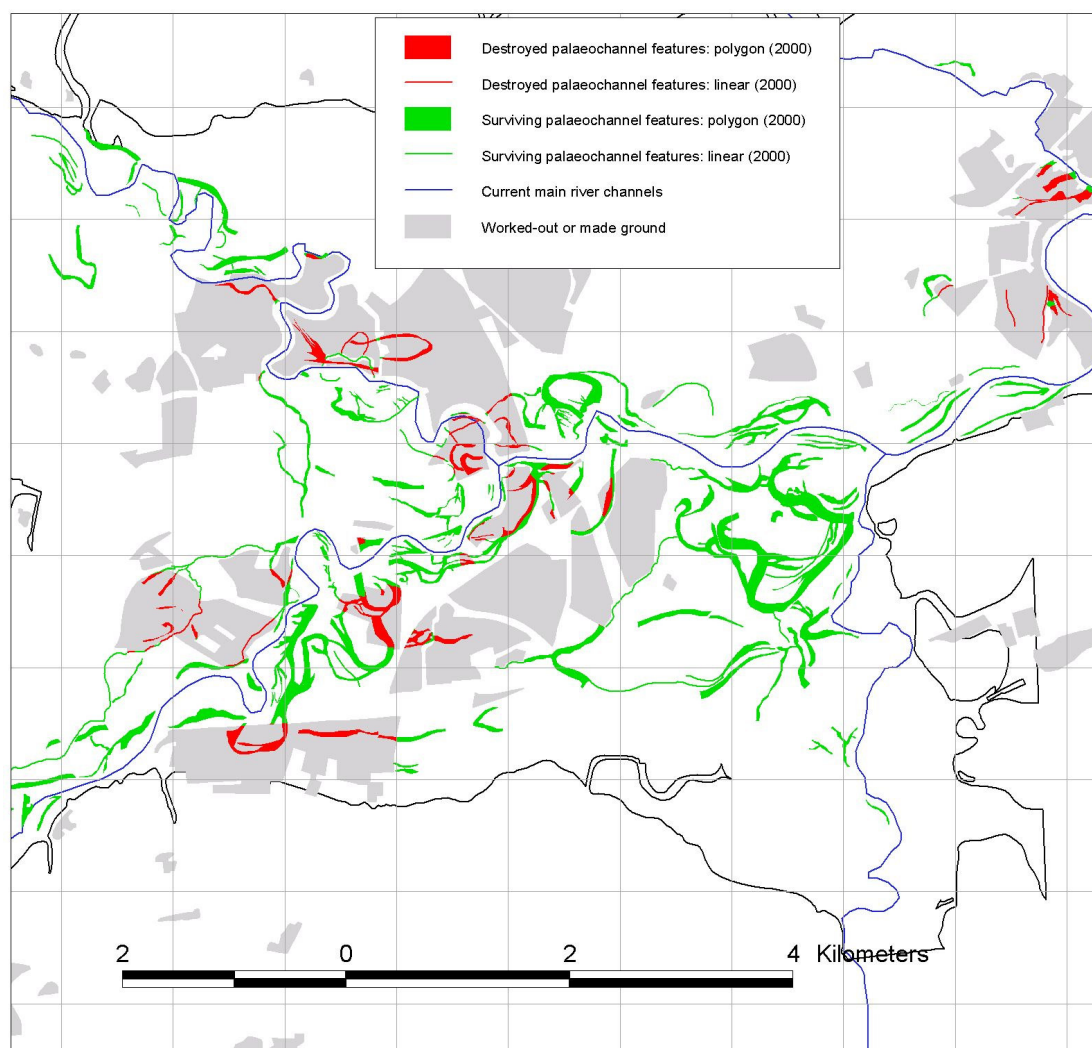 Destroyed palaeochannel features: polygon (2000)
Destroyed palaeochannel features: linear (2000)
Surviving palaeochannel features: polygon (2000)
Surviving palaeochannel features: linear (2000)
Current main river channels
Worked-out or made ground
2 0 2 4 Kilometers